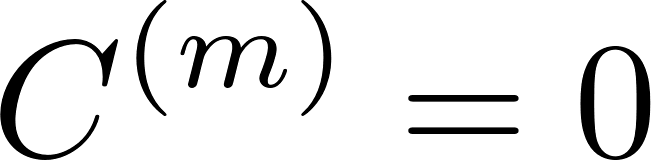 C^{(m)} = 0